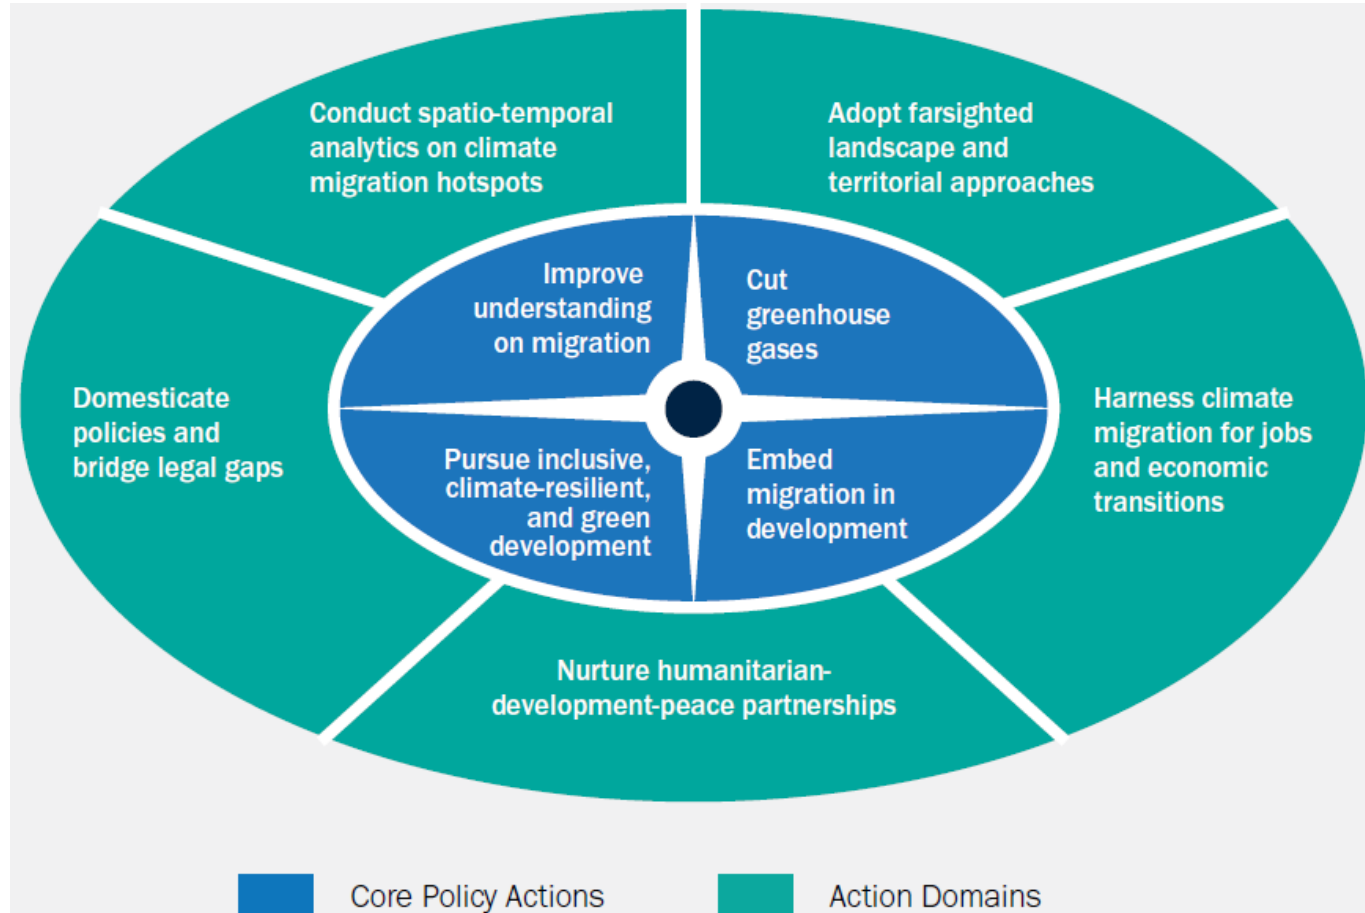 Conduct spatio-temporal
analytics on climate
migration hotspots
Adopt farsighted
landscape and
territorial approaches
Improve
understanding
on migration
Cut
greenhouse
gases
Domesticate
policies and
bridge legal gaps
Harness climate
migration for jobs
and economic
transitions
Pursue inclusive,
climate-resilient,
and green
development
Embed
migration in
development
Nurture humanitarian-
development-peace partnerships
Core Policy Actions
Action Domains